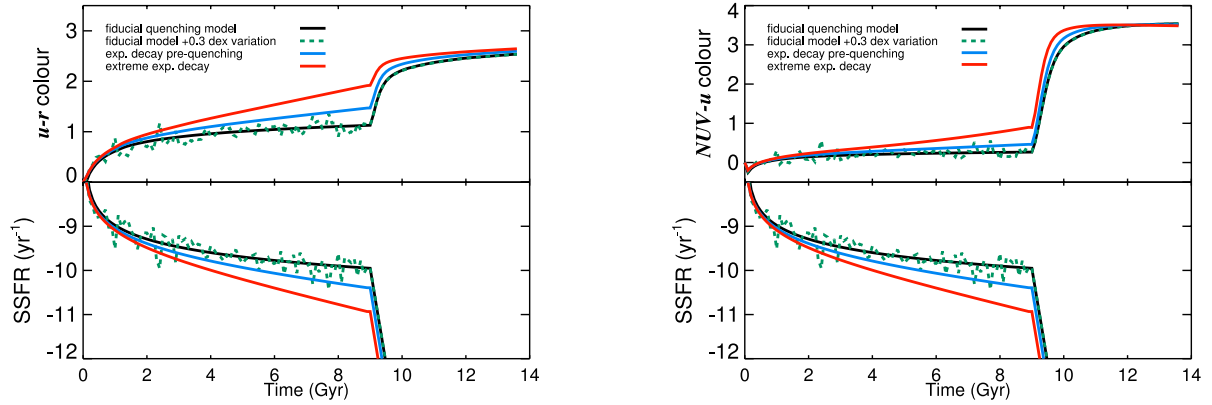 fiducial quenching model
fiducial model +0.3 dex variation
exp. decay pre-quenching
extreme exp. decay
u-r colour
3
2
1
0
SSFR (yr-1)
-9
-10
-11
-12
0 2 4 6 8 10 12 14
Time (Gyr)
fiducial quenching model
fiducial model +0.3 dex variation
exp. decay pre-quenching
extreme exp. decay
NUV-u colour
4
3
2
1
0
SSFR (yr-1)
-9
-10
-11
-12
0 2 4 6 8 10 12 14
Time (Gyr)